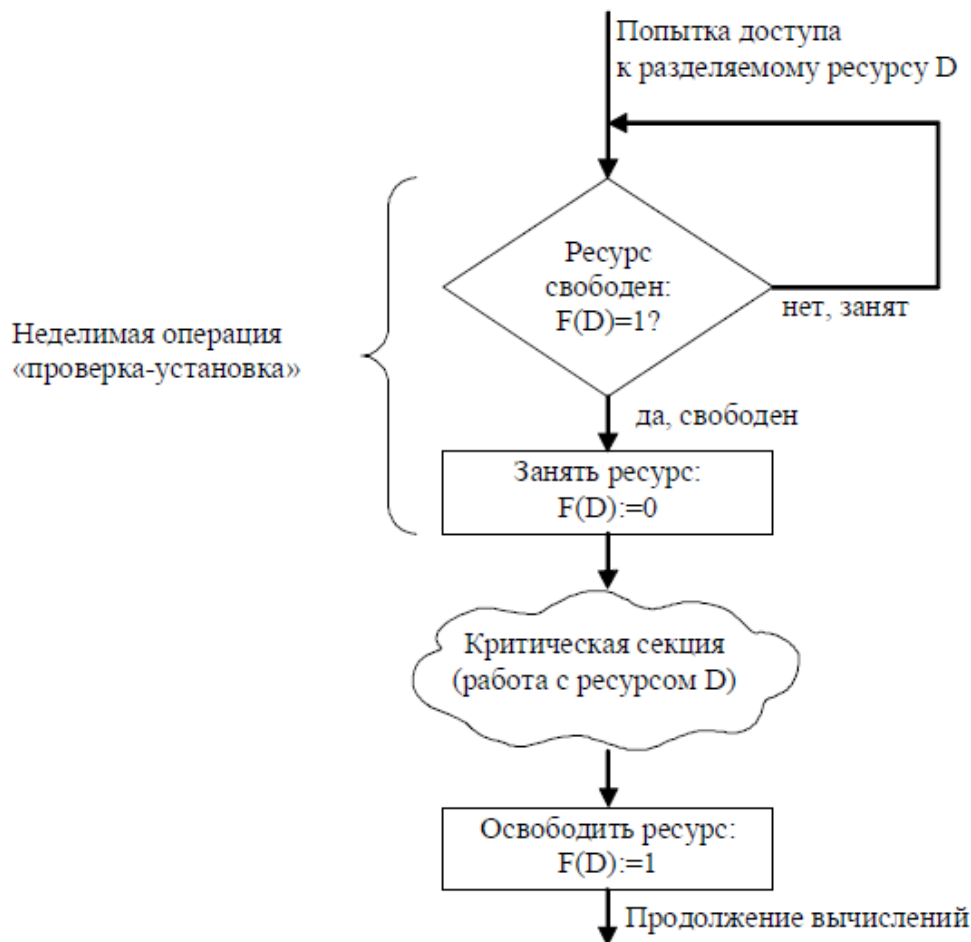 Попытка доступа
к разделяемому ресурсу D
Ресурс
свободен:
F(D)=1?
нет, занят
Неделимая операция
«проверка-установка»
да, свободен
Занять ресурс:
F(D):=0
Критическая секция
(работа с ресурсом D)
Освободить ресурс:
F(D):=1
Продолжение вычислений